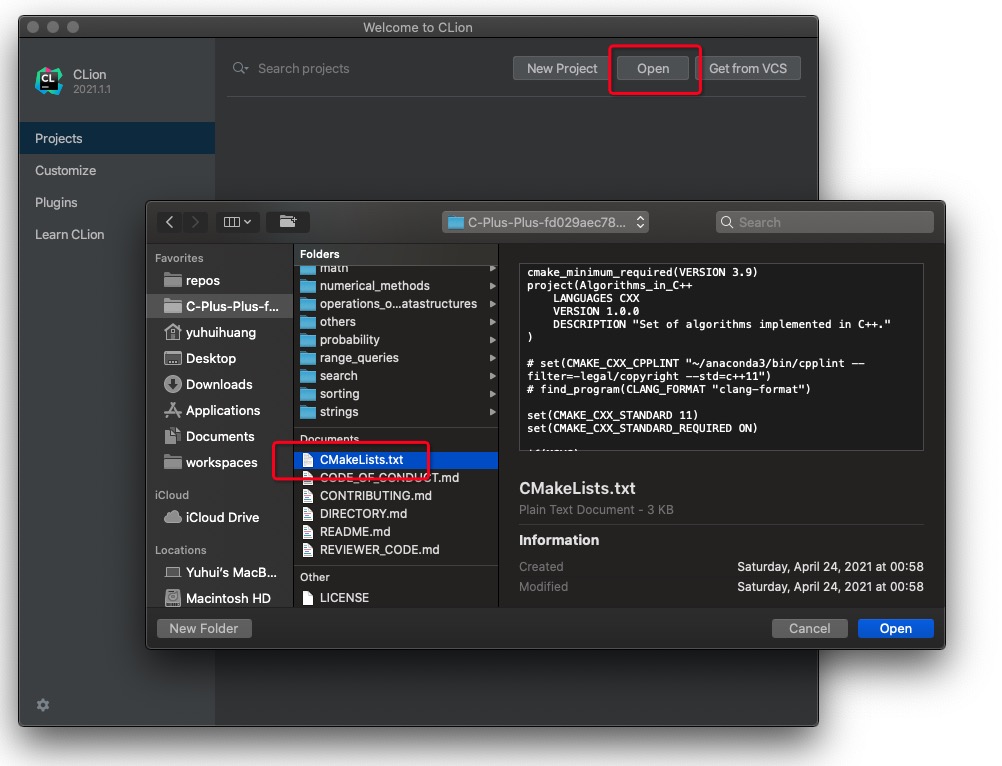 Welcome to CLion
CL
CLion
2021.1.1
Search projects
New Project
Open
Get from VCS
Projects
Customize
Plugins
Learn CLion
C-Plus-Plus-fd029aec78...
Search
Favorites
repos
C-Plus-Plus-f...
yuhuihuang
Desktop
Downloads
Applications
Documents
workspaces
iCloud
iCloud Drive
Locations
Yuhui's MacB...
Macintosh HD
Folders
math
numerical_methods
operations_o...atastructures
others
probability
range_queries
search
sorting
strings
Documents
CMakeLists.txt
CODE_OF_CONDUCT.md
CONTRIBUTING.md
DIRECTORY.md
README.md
REVIEWER_CODE.md
Other
LICENSE
cmake_minimum_required(VERSION 3.9)
project(Algorithms_in_C++
LANGUAGES CXX
VERSION 1.0.0
DESCRIPTION "Set of algorithms implemented in C++."
)
# set(CMAKE_CXX_CPPLINT "~/anaconda3/bin/cpplint --
filter=-legal/copyright --std=c++11")
# find_program(CLANG_FORMAT "clang-format")
set(CMAKE_CXX_STANDARD 11)
set(CMAKE_CXX_STANDARD_REQUIRED ON)
CMakeLists.txt
Plain Text Document - 3 KB
Information
Created
Saturday, April 24, 2021 at 00:58
Modified
Saturday, April 24, 2021 at 00:58
New Folder
Cancel
Open